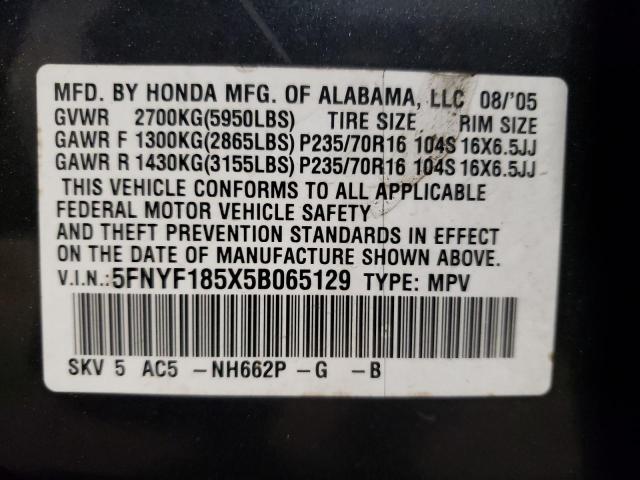 MFD. BY HONDA MFG. OF ALABAMA, LLC 08/'05
GVWR 2700KG(5950LBS) TIRE SIZE RIM SIZE
GAWR F 1300KG(2865LBS) P235/70R16 104S 16X6.5JJ
GAWR R 1430KG(3155LBS) P235/70R16 104S 16X6.5JJ
THIS VEHICLE CONFORMS TO ALL APPLICABLE
FEDERAL MOTOR VEHICLE SAFETY
AND THEFT PREVENTION STANDARDS IN EFFECT
ON THE DATE OF MANUFACTURE SHOWN ABOVE.
V.I.N.:5FNYF185X5B065129 TYPE: MPV
SKV 5 AC5 -NH662P -G -B